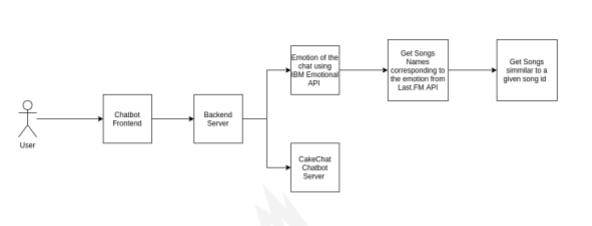 User
Chatbot
Frontend
Backend
Server
Emotion of the
chat using
IBM Emotional
API
Get Songs
Names
corresponding to
the emotion from
Last.FM API
Get Songs
simmilar to a
given song id
CakeChat
Chatbot
Server